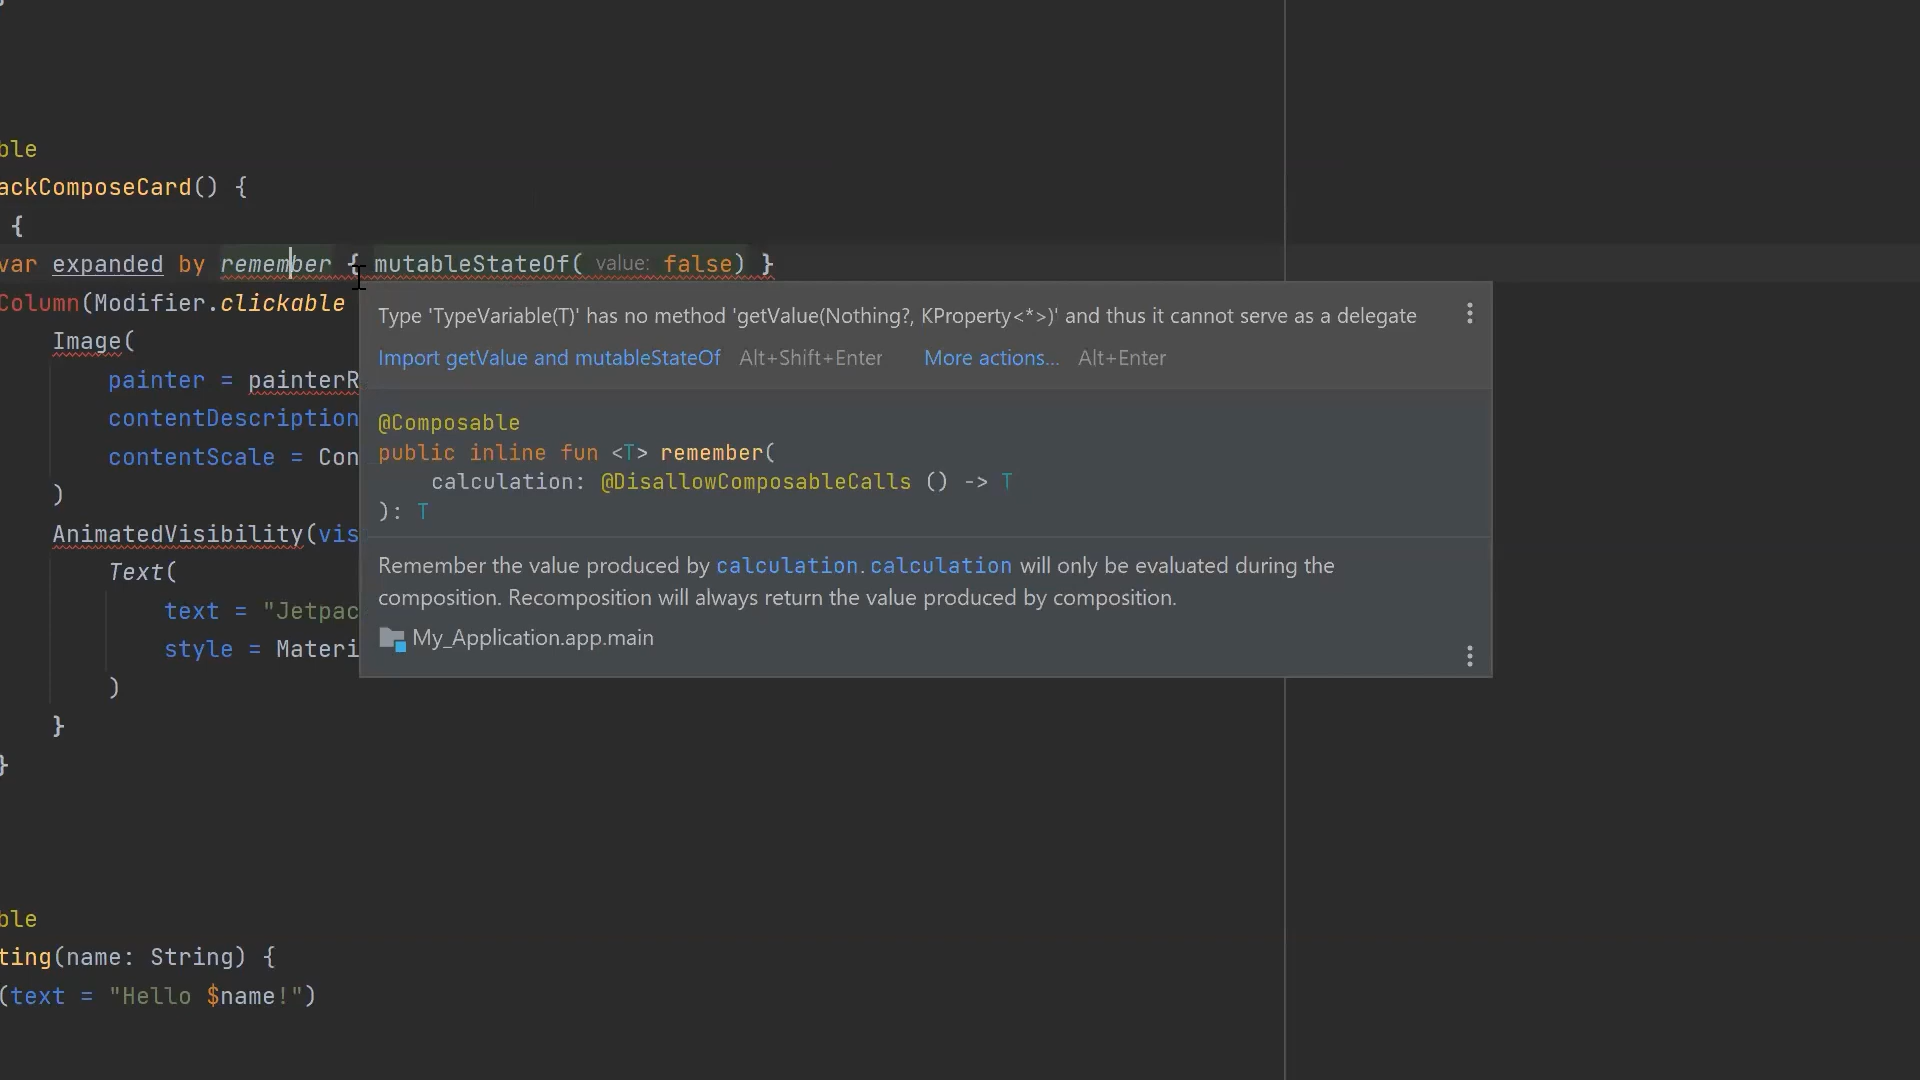 ble
ackComposeCard() {
{
var expanded by remember { mutableStateOf( value: false) }
Column(Modifier.clickable
Type 'TypeVariable(T)' has no method 'getValue(Nothing?, KProperty<*>)' and thus it cannot serve as a delegate
Image(
Import getValue and mutableStateOf Alt+Shift+Enter More actions... Alt+Enter
painter = painterR
contentDescription
@Composable
public inline fun <T> remember(
contentScale = Con
calculation: @DisallowComposableCalls () -> T
)
): T
AnimatedVisibility(vis
Remember the value produced by calculation. calculation will only be evaluated during the
Text(
composition. Recomposition will always return the value produced by composition.
text = "Jetpac
My_Application.app.main
style = Materi
)
}
}
ble
ting(name: String) {
(text = "Hello $name!")